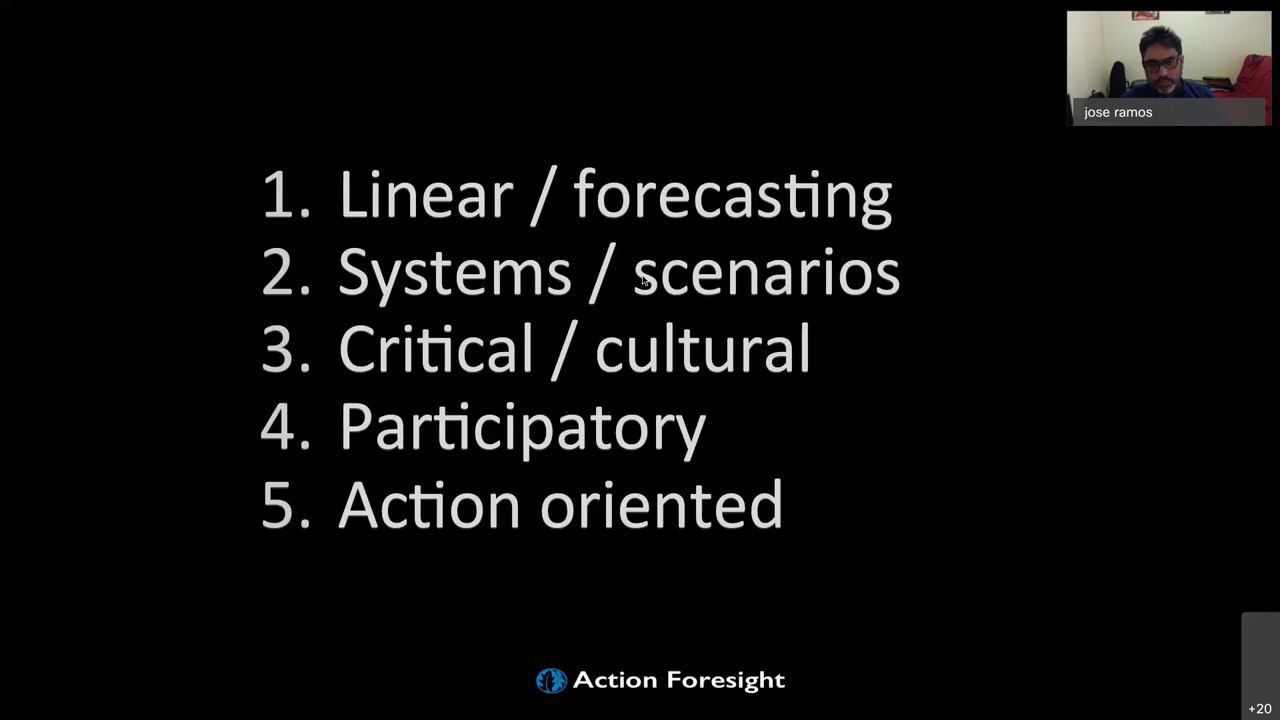 jose ramos
1. Linear / forecasting
2. Systems / scenarios
3. Critical / cultural
4. Participatory
5. Action oriented
Action Foresight
+20